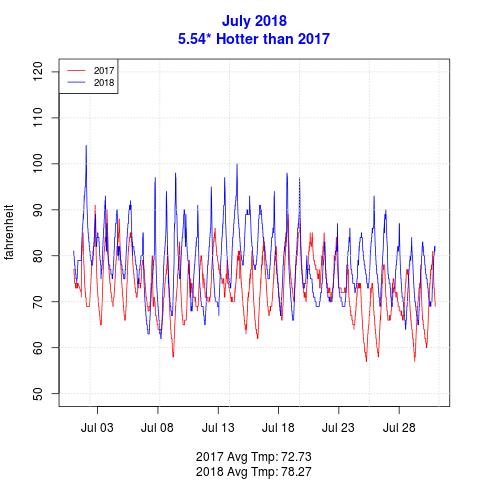 July 2018
5.54* Hotter than 2017
2017
2018
fahrenheit
120
110
100
90
80
70
60
50
Jul 03 Jul 08 Jul 13 Jul 18 Jul 23 Jul 28
2017 Avg Tmp: 72.73
2018 Avg Tmp: 78.27